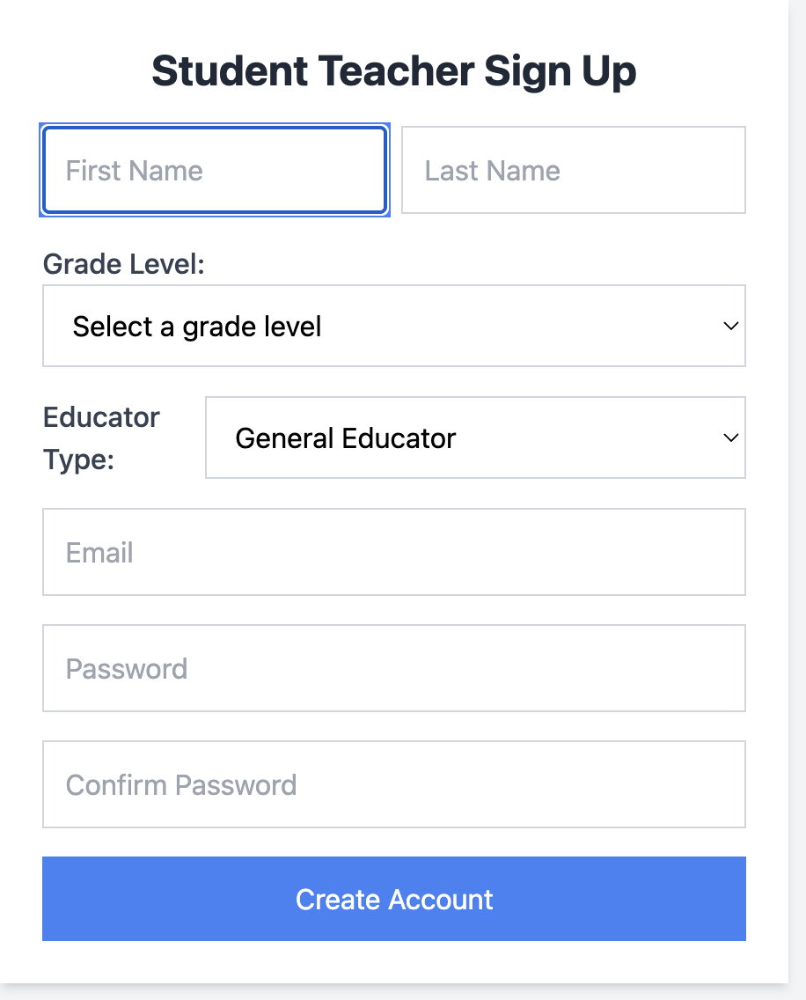 Student Teacher Sign Up
First Name Last Name
Grade Level:
Select a grade level
Educator
Type:
General Educator
Email
Password
Confirm Password
Create Account